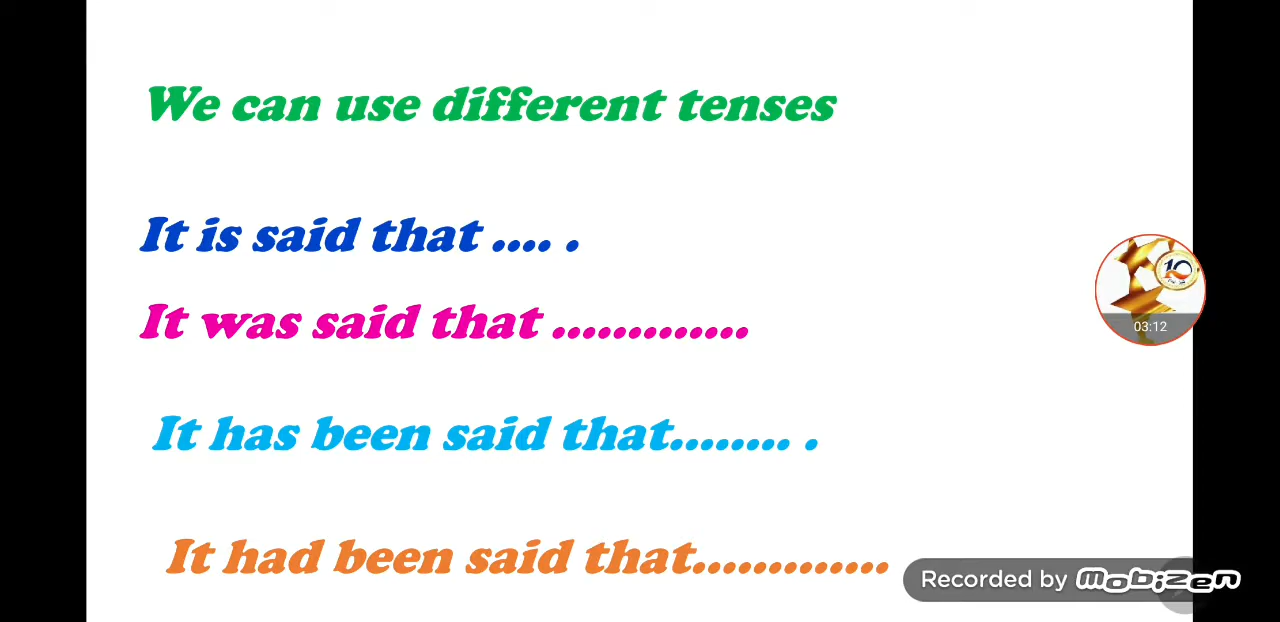 We can use different tenses
It is said that .... .
It was said that .............
10
03:12
It has been said that........ .
It had been said that.............
Recorded by Mobizen